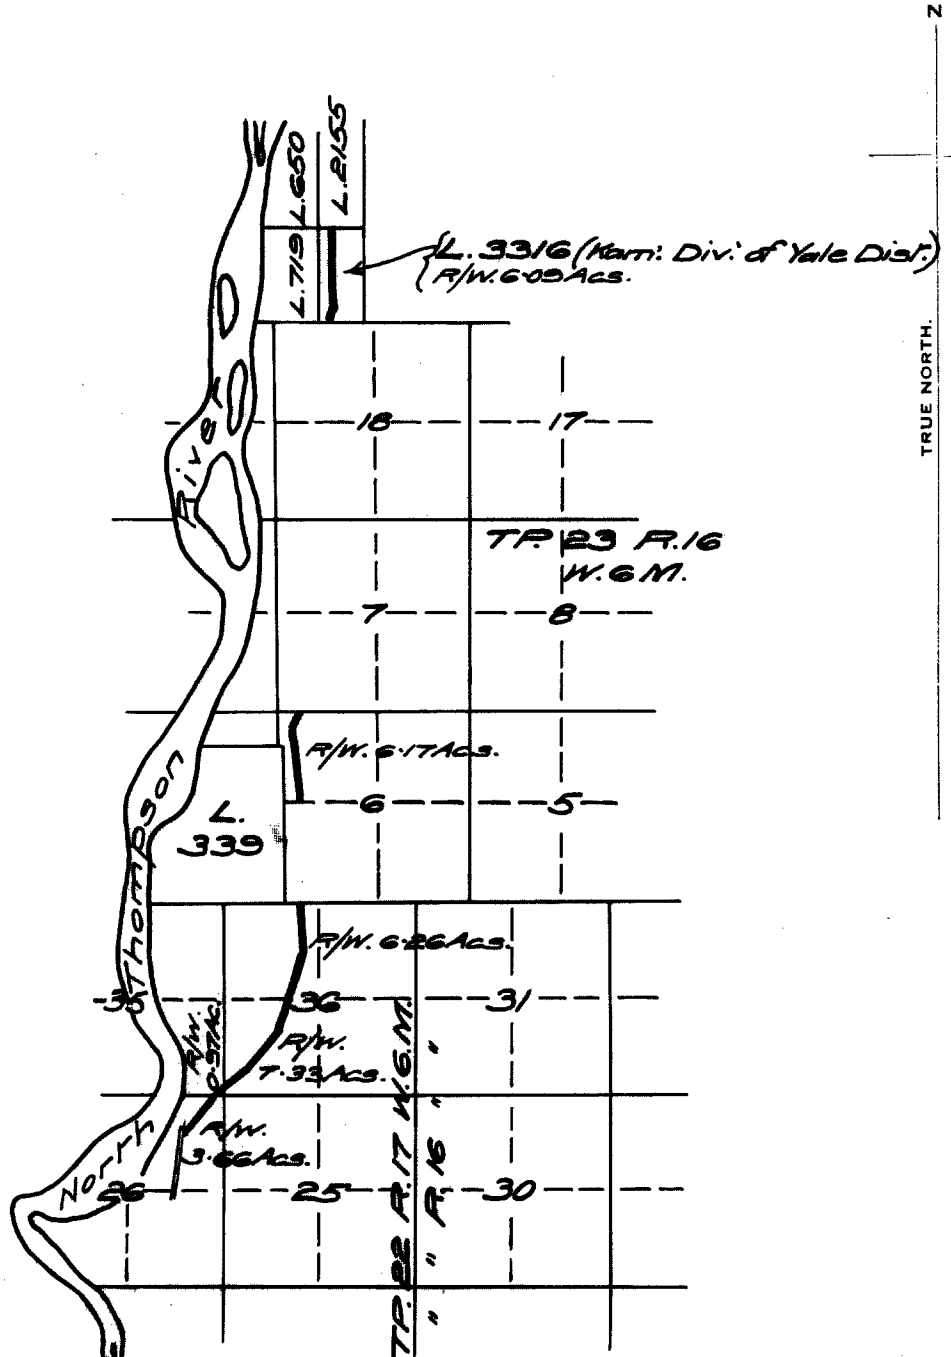 N
TRUE NORTH.
L.650
L.2155
L.719
L.3316 (Kam: Div: of Yale Dist.)
R/W. 6·09 Acs.
18
17
River
TP. 23 R.16
W. 6 M.
7
8
R/W. 6·17 Acs.
6
5
L.
339
Thompson
R/W. 6·26 Acs.
35
36
31
R/W.
0·97 Ac.
R/W.
7·33 Acs.
R/W.
3·66 Acs.
North
26
25
30
TP. 22 R.17 W.6.M.
" " R.16 " "